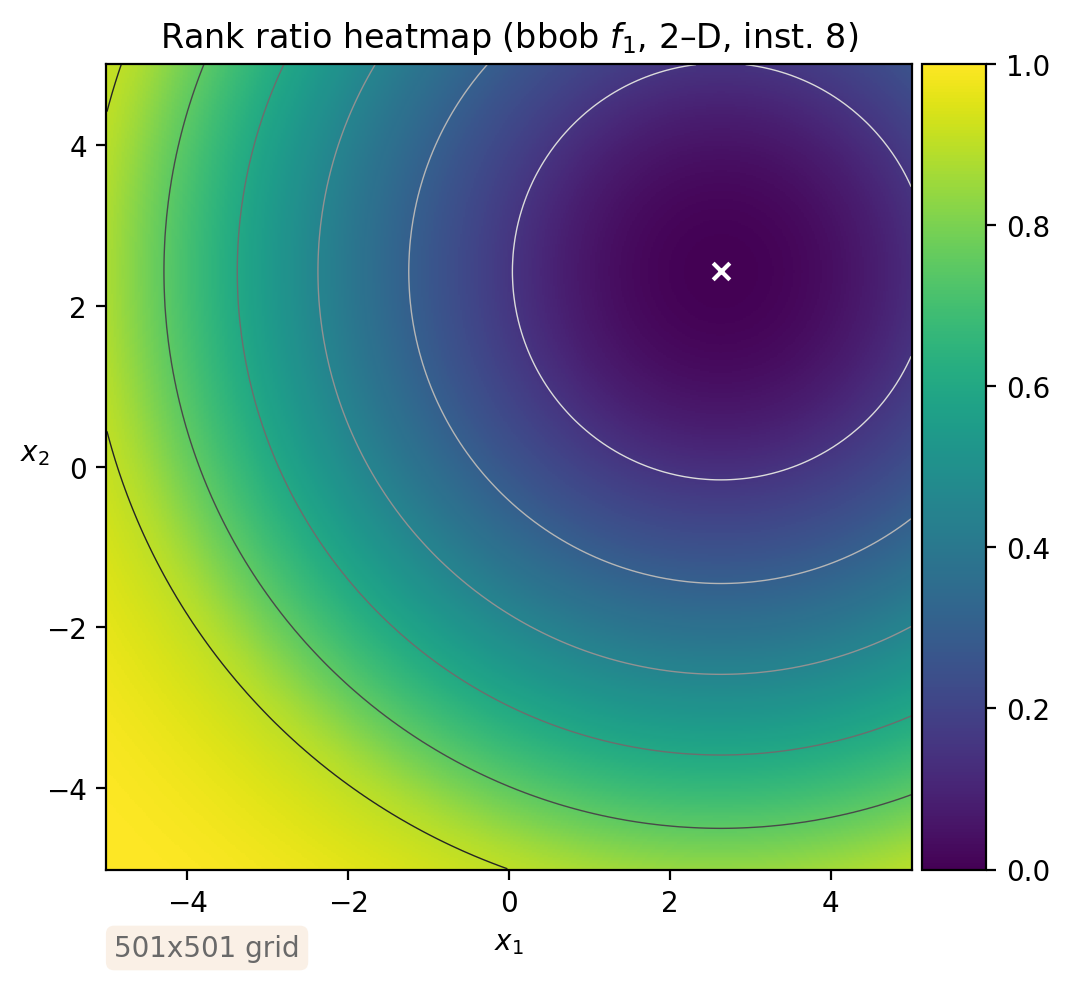 Rank ratio heatmap (bbob f₁, 2–D, inst. 8)
1.0
0.8
0.6
0.4
0.2
0.0
4
2
0
−2
−4
x₂
−4 −2 0 2 4
x₁
501x501 grid